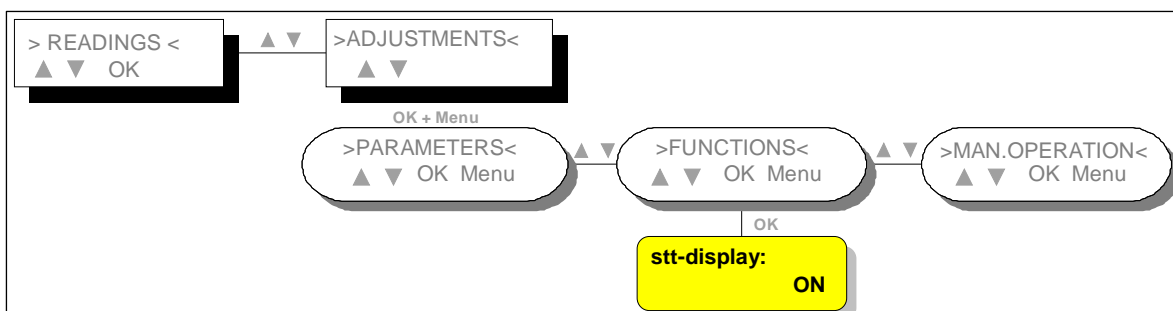 > READINGS <
▲ ▼ OK
▲ ▼
>ADJUSTMENTS<
▲ ▼
OK + Menu
>PARAMETERS<
▲ ▼ OK Menu
▲ ▼
>FUNCTIONS<
▲ ▼ OK Menu
▲ ▼
>MAN.OPERATION<
▲ ▼ OK Menu
OK
stt-display:
ON